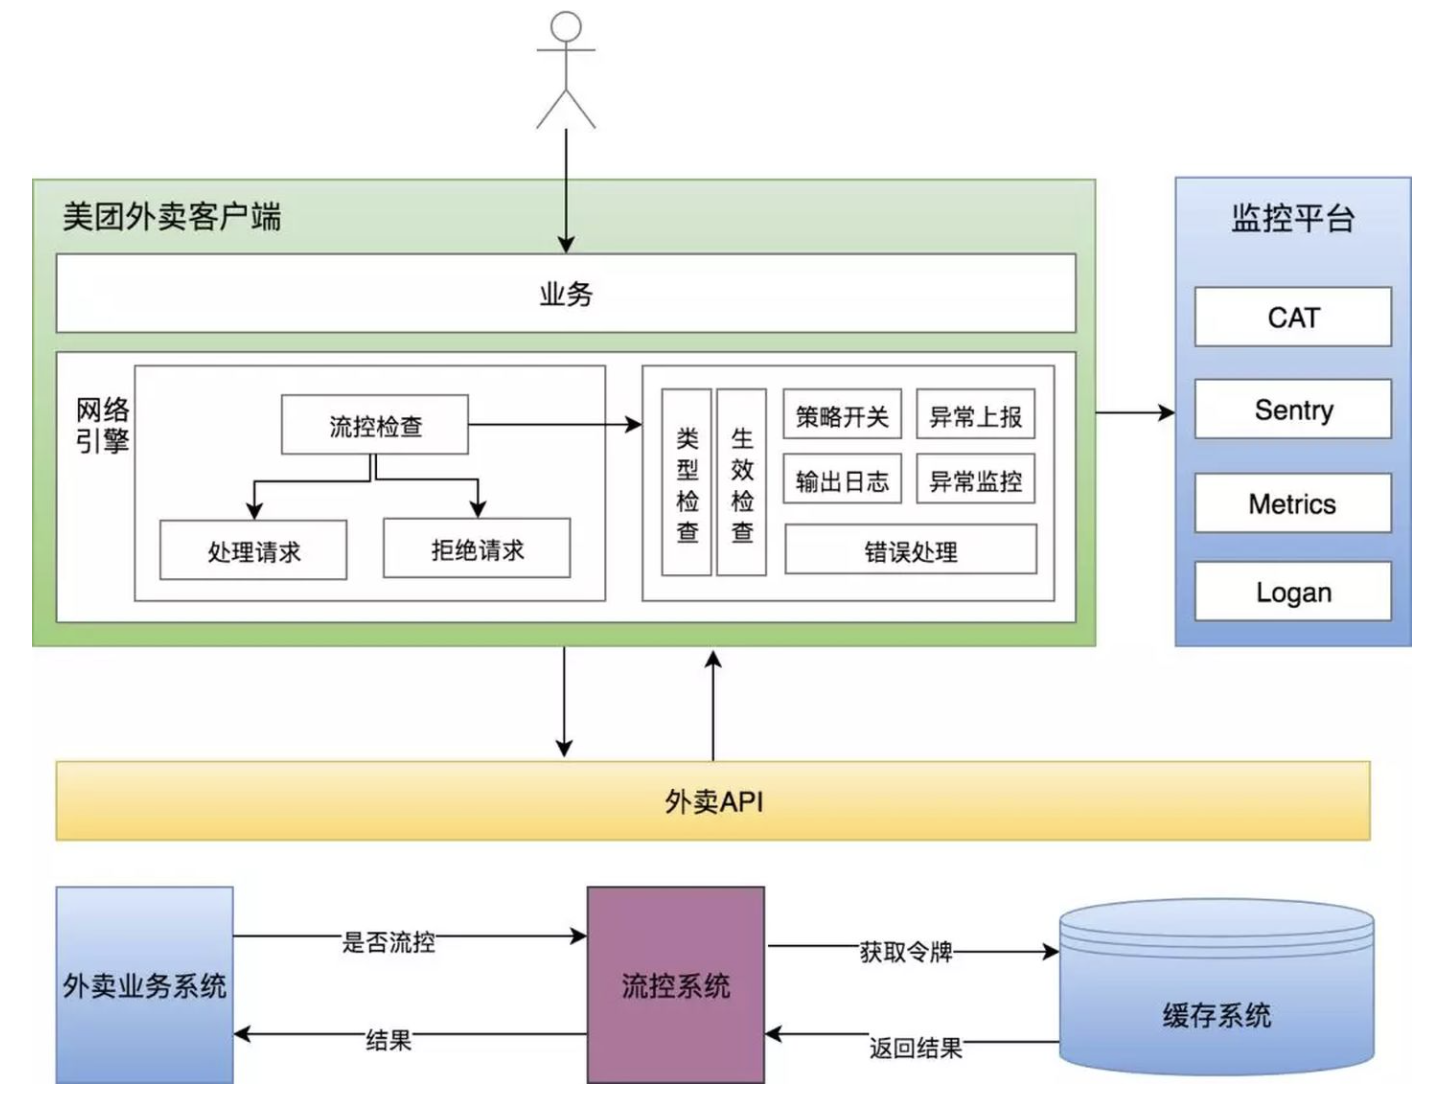 美团外卖客户端
业务
网络
引擎
流控检查
处理请求
拒绝请求
类
型
检
查
生
效
检
查
策略开关
异常上报
输出日志
异常监控
错误处理
监控平台
CAT
Sentry
Metrics
Logan
外卖API
外卖业务系统
是否流控
结果
流控系统
获取令牌
返回结果
缓存系统